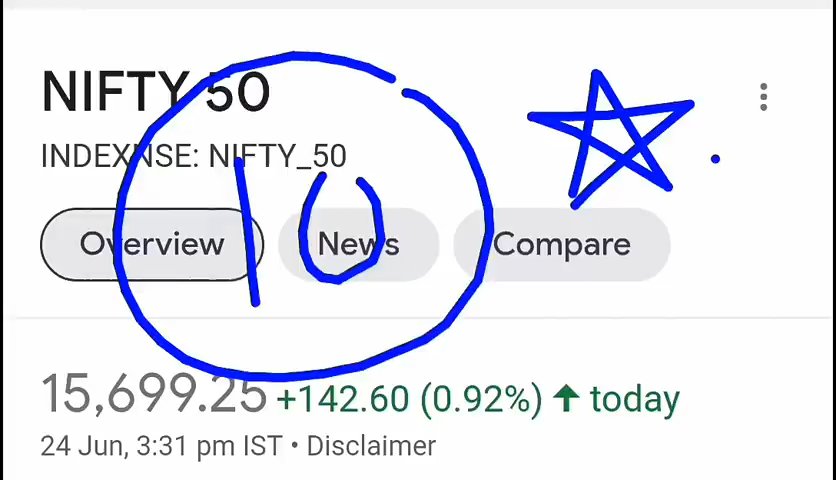 NIFTY 50
INDEXNSE: NIFTY_50
10
Overview News Compare
15,699.25 +142.60 (0.92%) ↑ today
24 Jun, 3:31 pm IST • Disclaimer